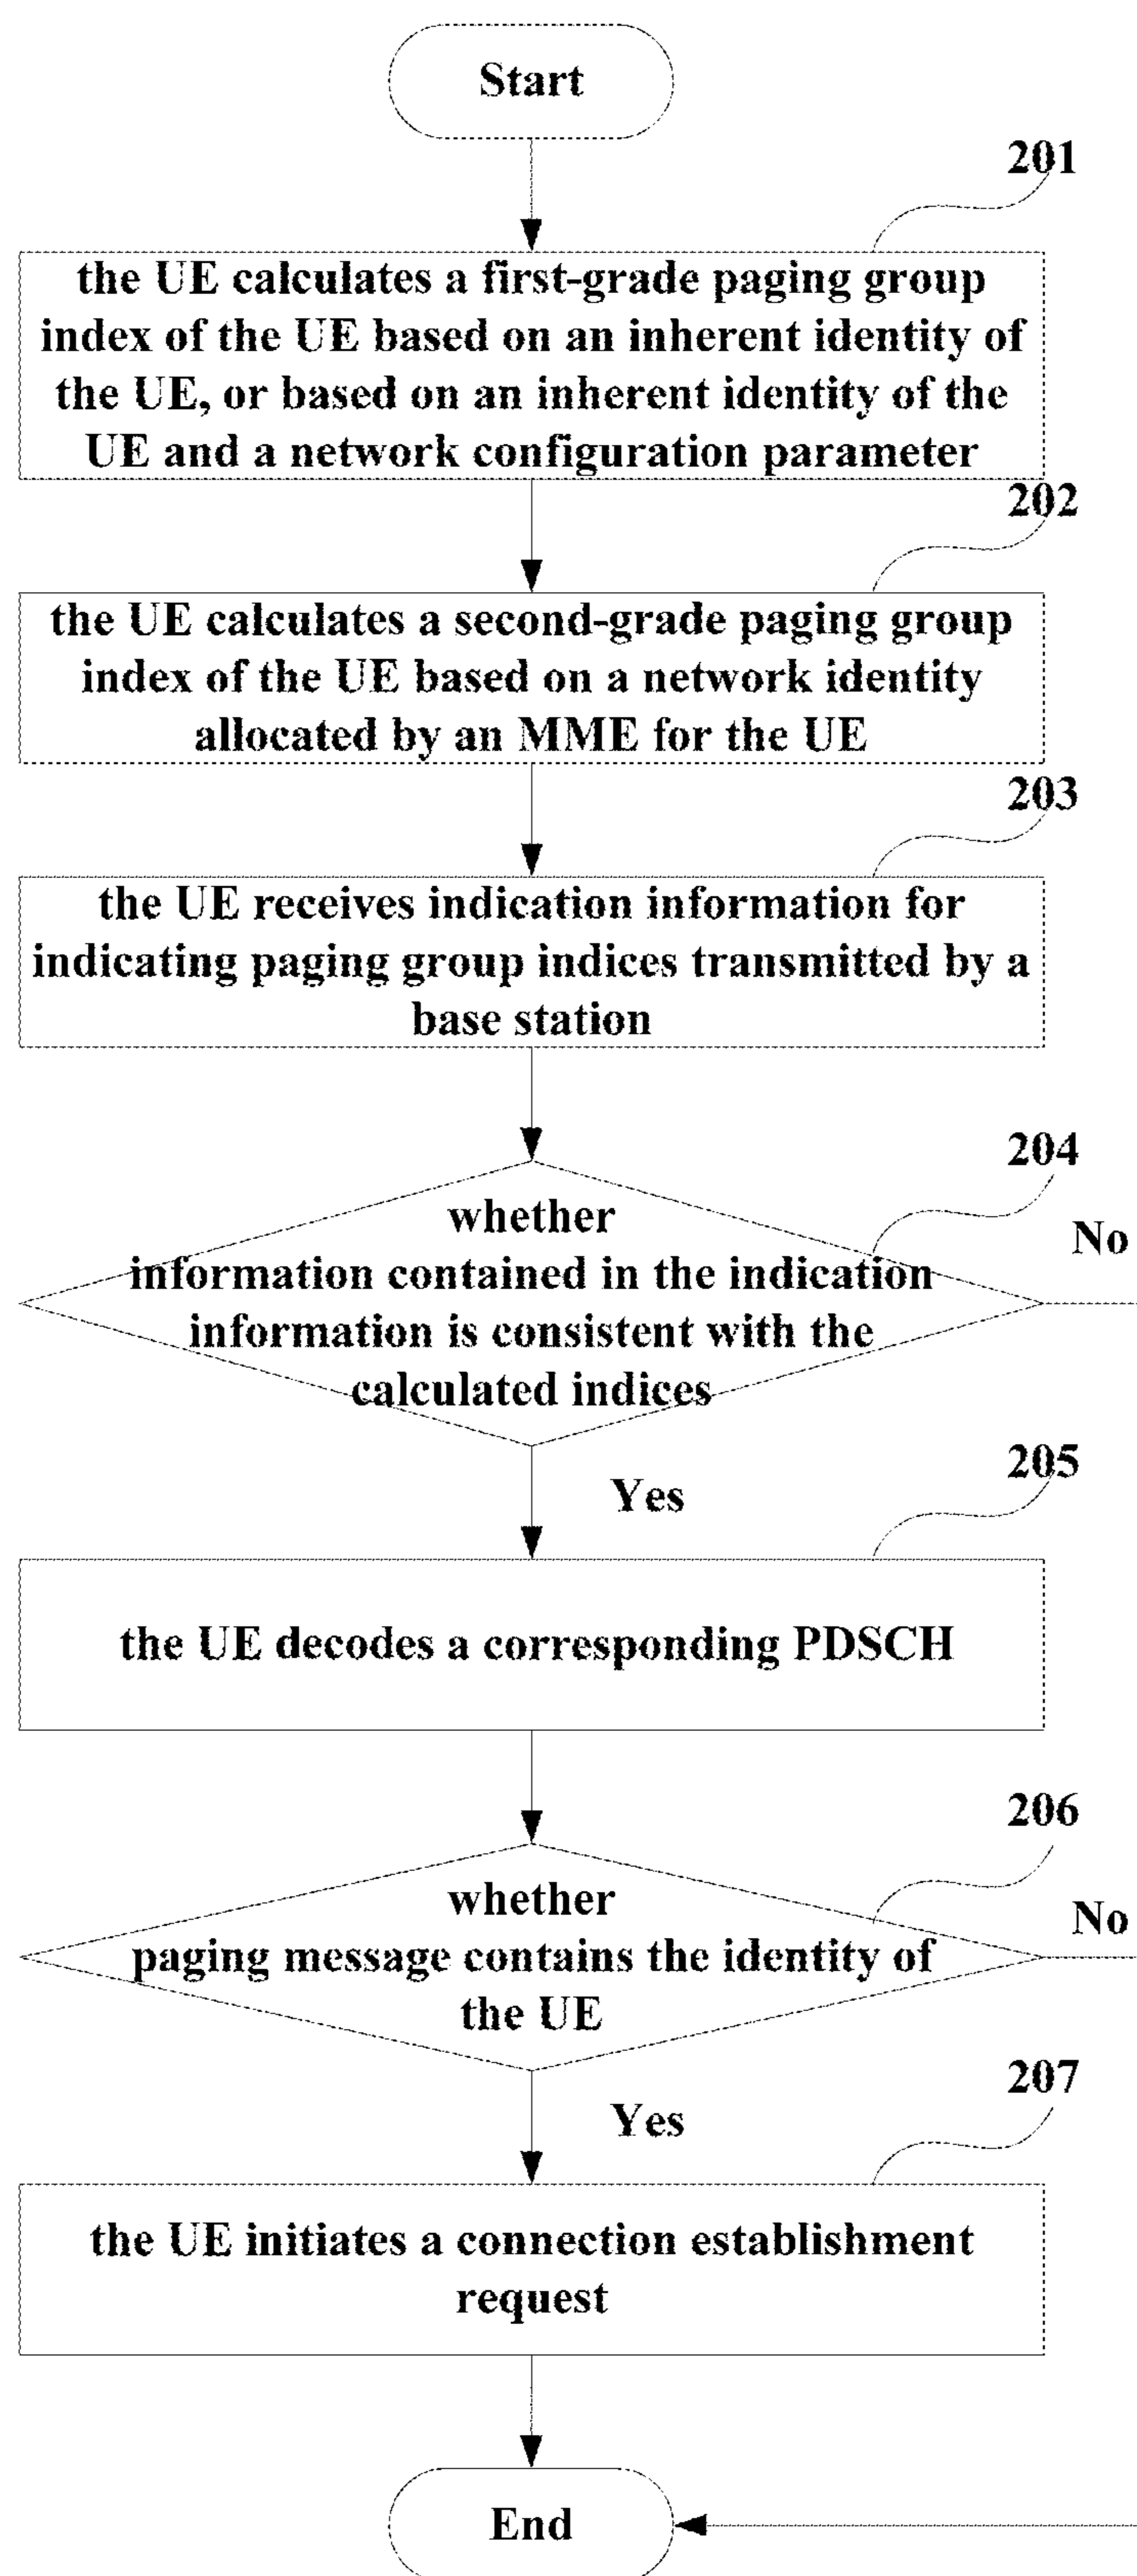 Start
201
the UE calculates a first-grade paging group
index of the UE based on an inherent identity of
the UE, or based on an inherent identity of the
UE and a network configuration parameter
202
the UE calculates a second-grade paging group
index of the UE based on a network identity
allocated by an MME for the UE
203
the UE receives indication information for
indicating paging group indices transmitted by a
base station
204
whether
information contained in the indication
information is consistent with the
calculated indices
No
Yes
205
the UE decodes a corresponding PDSCH
206
whether
paging message contains the identity of
the UE
No
Yes
207
the UE initiates a connection establishment
request
End